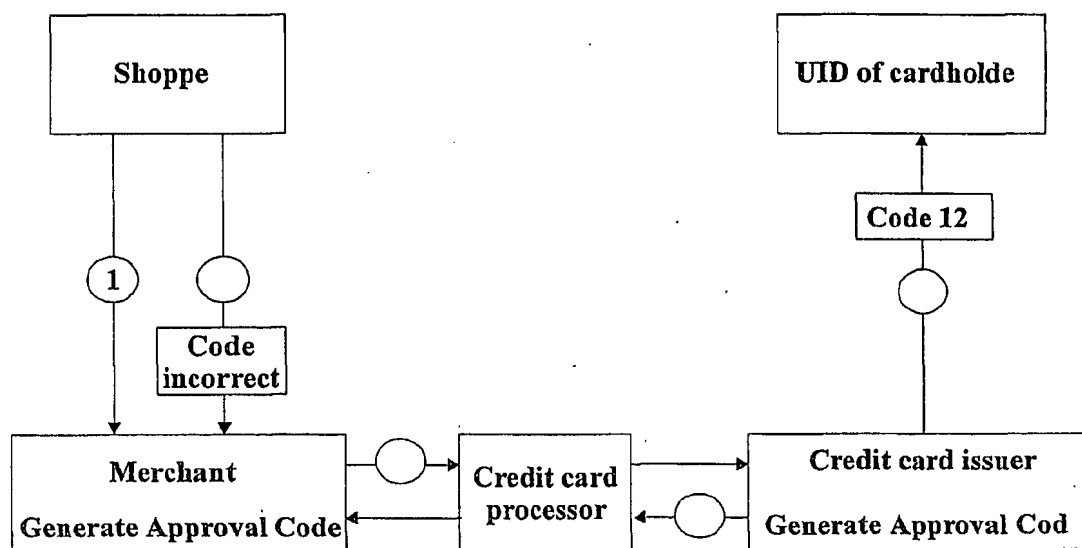 Shoppe
UID of cardholde
Code 12
1
Code
incorrect
Merchant
Generate Approval Code
Credit card
processor
Credit card issuer
Generate Approval Cod